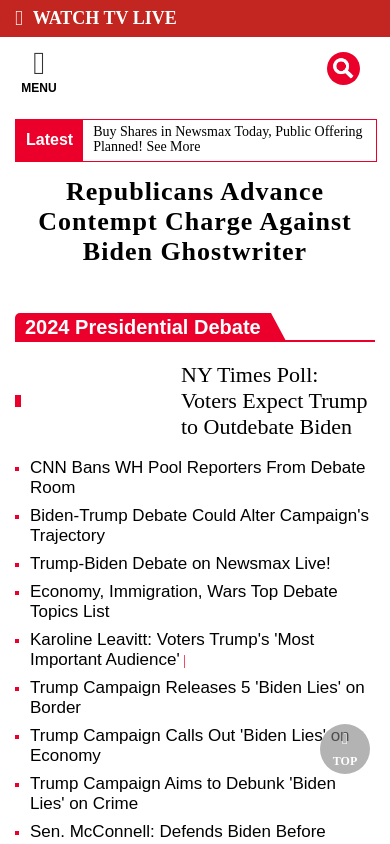 WATCH TV LIVE
MENU
Latest
Buy Shares in Newsmax Today, Public Offering
Planned! See More
Republicans Advance
Contempt Charge Against
Biden Ghostwriter
2024 Presidential Debate
NY Times Poll:
Voters Expect Trump
to Outdebate Biden
CNN Bans WH Pool Reporters From Debate
Room
Biden-Trump Debate Could Alter Campaign's
Trajectory
Trump-Biden Debate on Newsmax Live!
Economy, Immigration, Wars Top Debate
Topics List
Karoline Leavitt: Voters Trump's 'Most
Important Audience' |
Trump Campaign Releases 5 'Biden Lies' on
Border
Trump Campaign Calls Out 'Biden Lies' on
Economy
TOP
Trump Campaign Aims to Debunk 'Biden
Lies' on Crime
Sen. McConnell: Defends Biden Before